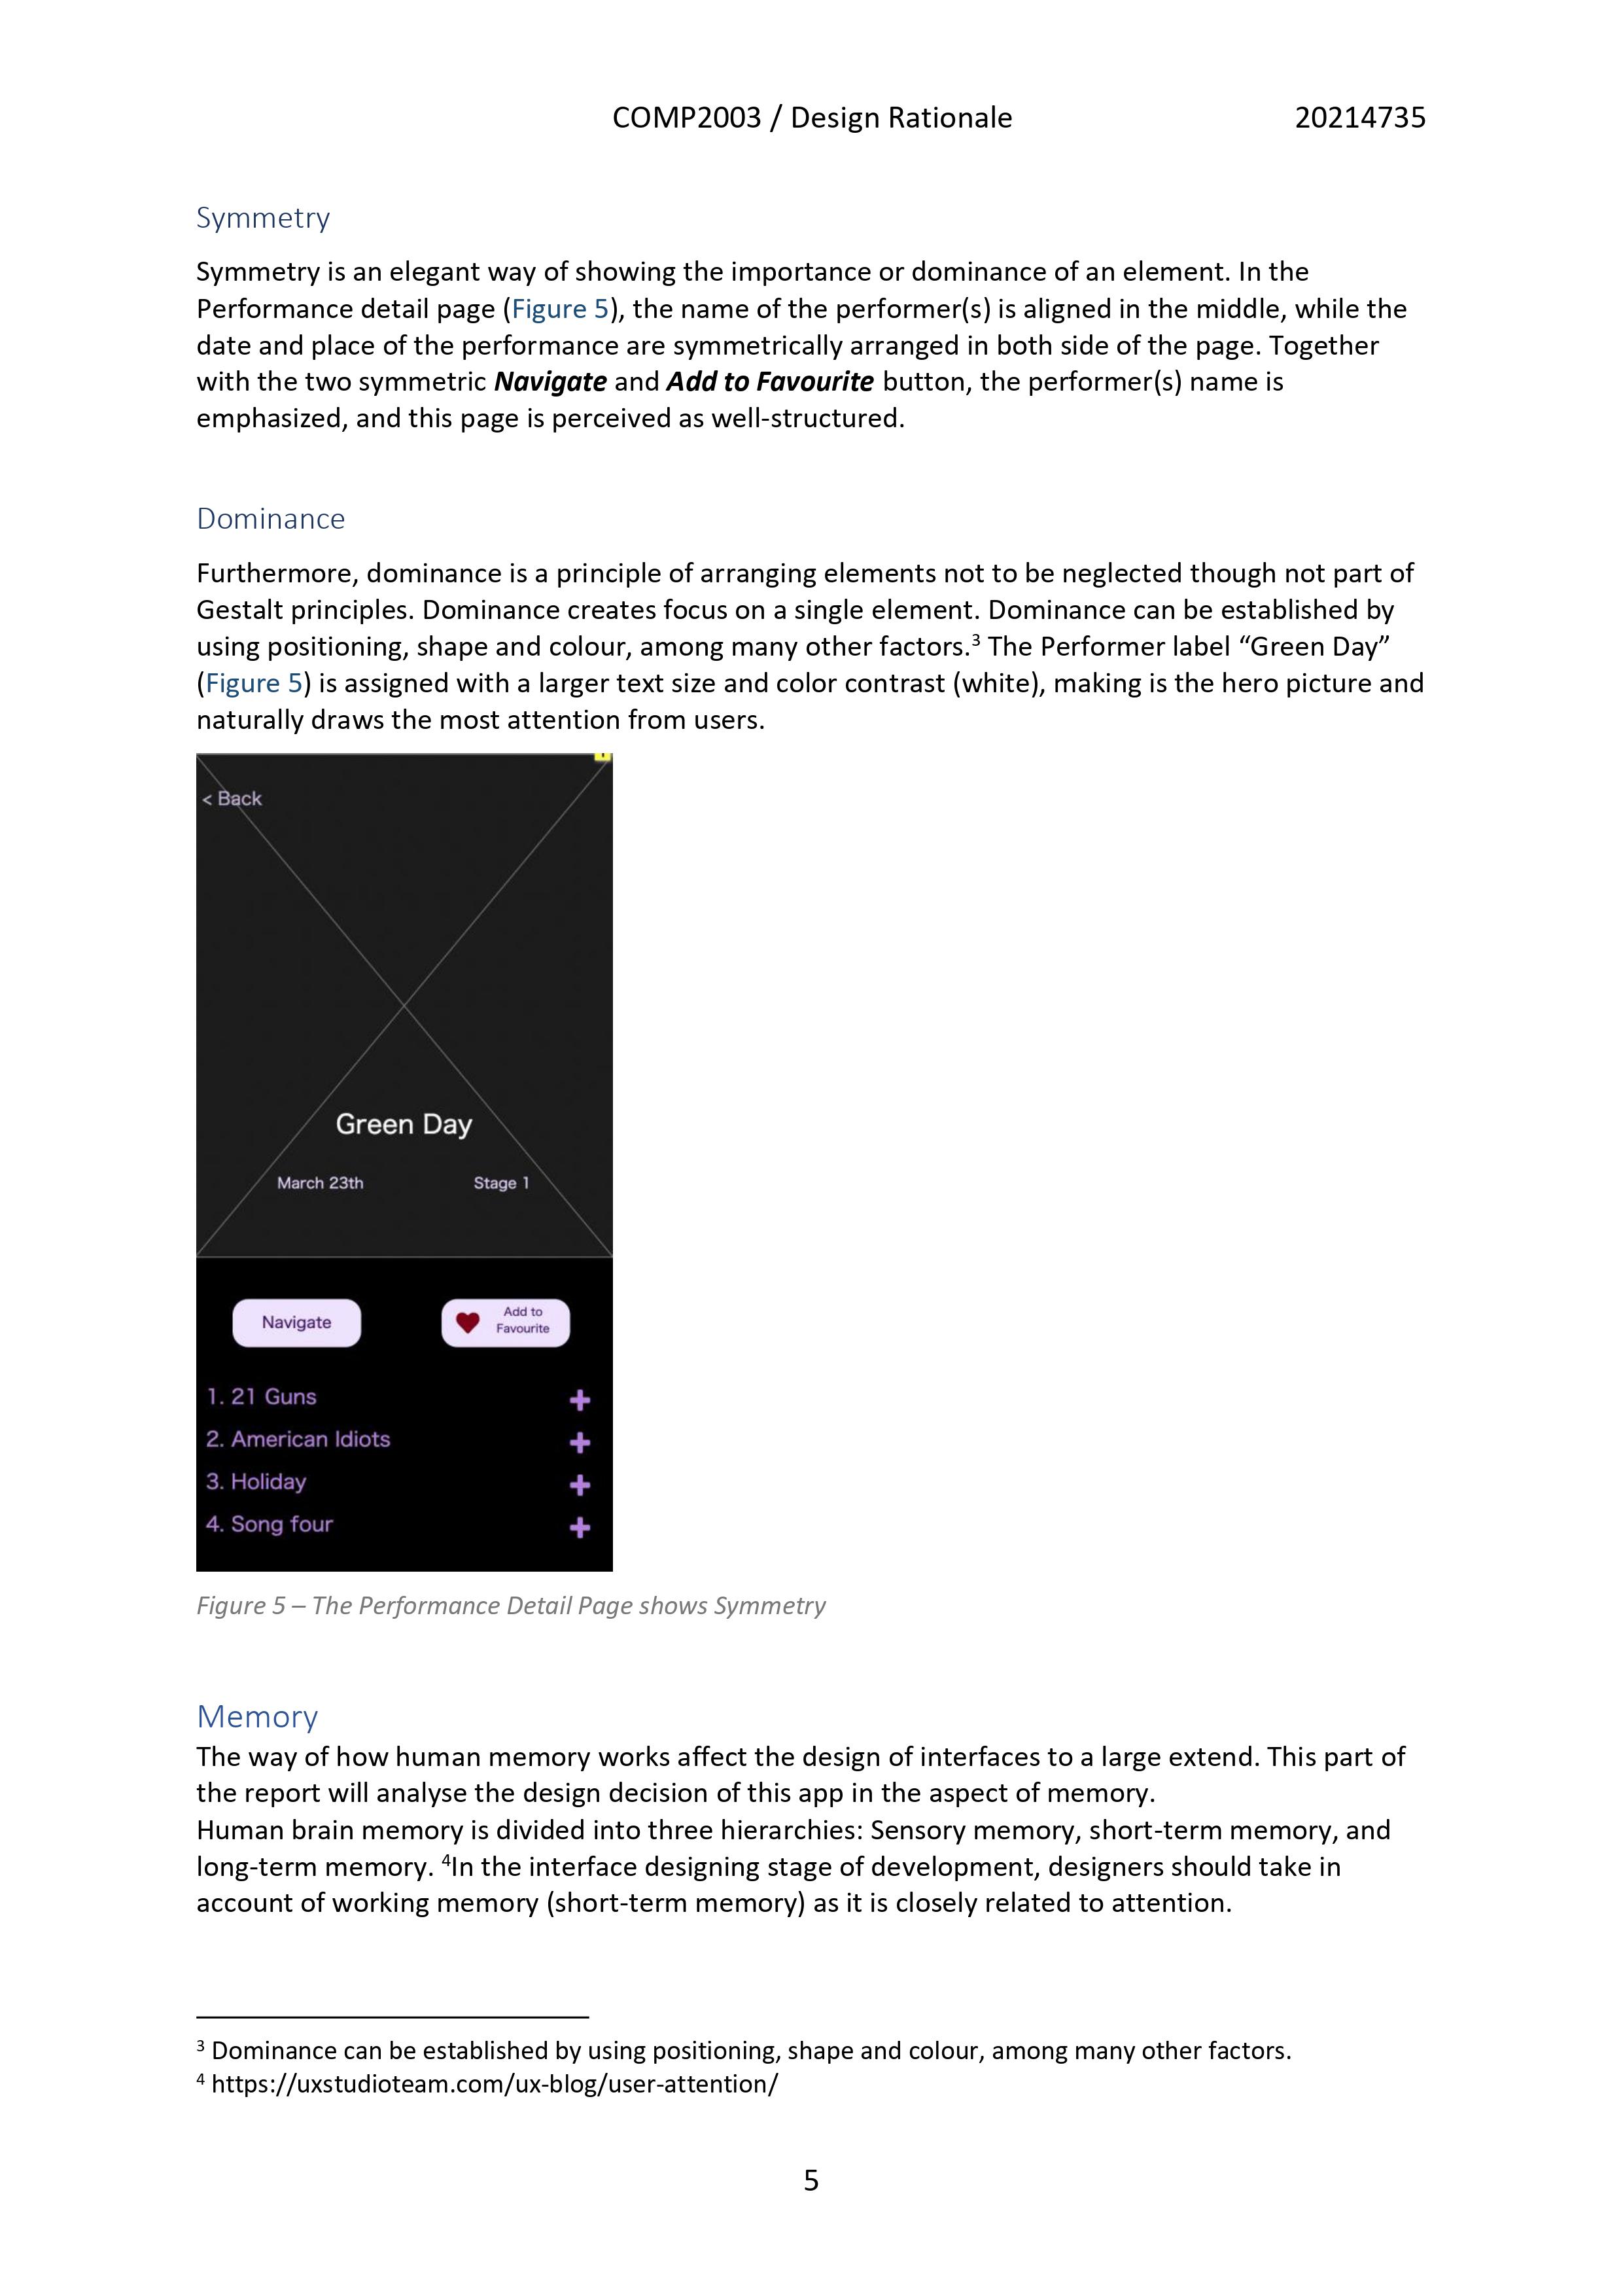 COMP2003 / Design Rationale 20214735
Symmetry
Symmetry is an elegant way of showing the importance or dominance of an element. In the
Performance detail page (Figure 5), the name of the performer(s) is aligned in the middle, while the
date and place of the performance are symmetrically arranged in both side of the page. Together
with the two symmetric Navigate and Add to Favourite button, the performer(s) name is
emphasized, and this page is perceived as well-structured.
Dominance
Furthermore, dominance is a principle of arranging elements not to be neglected though not part of
Gestalt principles. Dominance creates focus on a single element. Dominance can be established by
using positioning, shape and colour, among many other factors.³ The Performer label “Green Day”
(Figure 5) is assigned with a larger text size and color contrast (white), making is the hero picture and
naturally draws the most attention from users.
< Back
Green Day
March 23th Stage 1
Navigate
Add to
Favourite
1. 21 Guns
2. American Idiots
3. Holiday
4. Song four
Figure 5 – The Performance Detail Page shows Symmetry
Memory
The way of how human memory works affect the design of interfaces to a large extend. This part of
the report will analyse the design decision of this app in the aspect of memory.
Human brain memory is divided into three hierarchies: Sensory memory, short-term memory, and
long-term memory. ⁴In the interface designing stage of development, designers should take in
account of working memory (short-term memory) as it is closely related to attention.
³ Dominance can be established by using positioning, shape and colour, among many other factors.
⁴ https://uxstudioteam.com/ux-blog/user-attention/
5